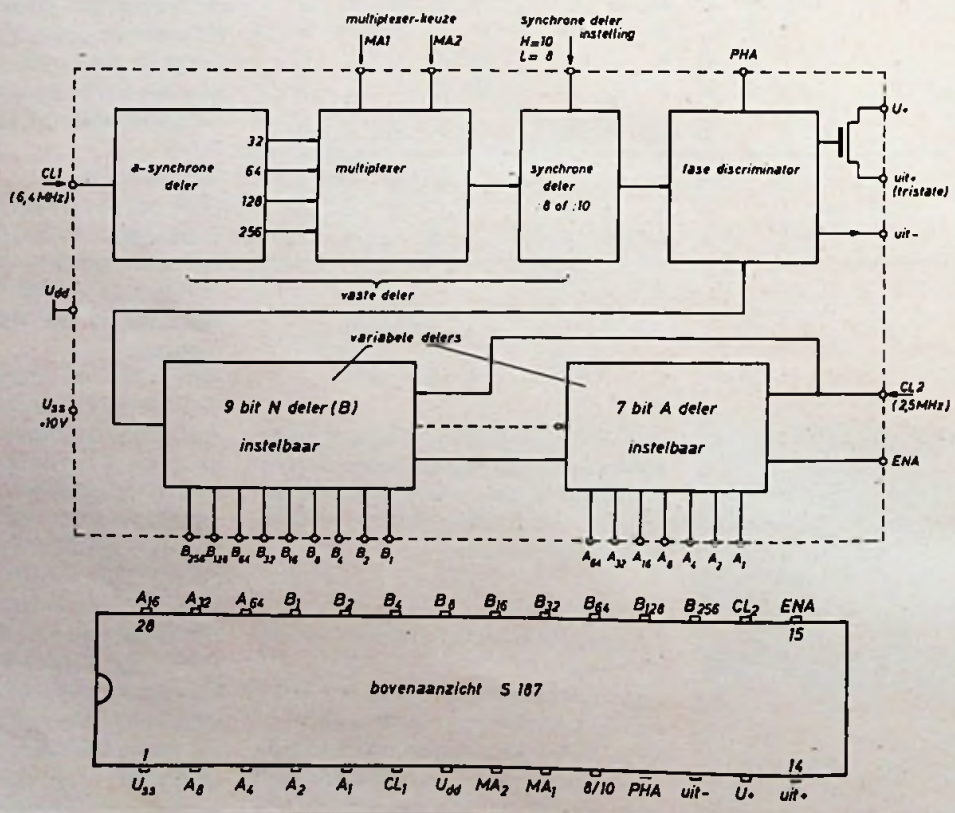 multiplexer-keuze
MA1 MA2
synchrone deler
instelling
H=10
L= 8
PHA
U+
uit+
(tristate)
uit-
CL1
(6,4MHz)
a-synchrone
deler
32
64
128
256
multiplexer
synchrone
deler
:8 of :10
fase discriminator
vaste deler
Udd
variabele delers
Uss
+10V
9 bit N deler (B)
instelbaar
7 bit A deler
instelbaar
CL2
(2,5MHz)
ENA
B256 B128 B64 B32 B16 B8 B4 B2 B1
A64 A32 A16 A8 A4 A2 A1
A16 A32 A64 B1 B2 B4 B8 B16 B32 B64 B128 B256 CL2 ENA
28 15
bovenaanzicht S 187
1 14
Uss A8 A4 A2 A1 CL1 Udd MA2 MA1 8/10 PHA uit- U+ uit+